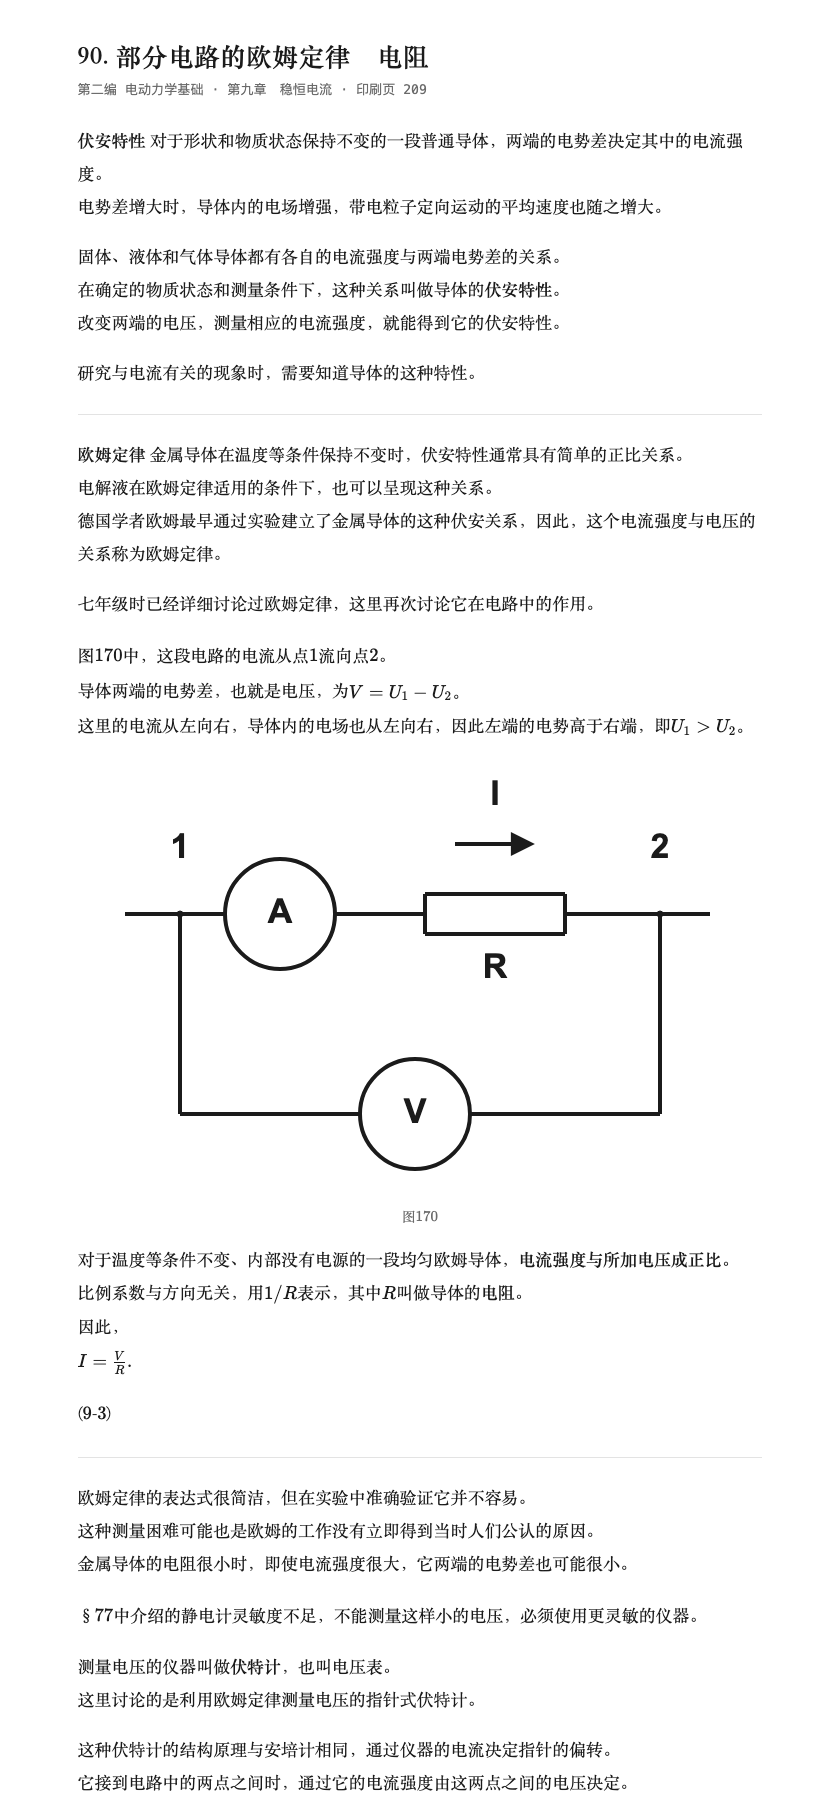 90. 部分电路的欧姆定律　电阻
第二编 电动力学基础 · 第九章　稳恒电流 · 印刷页 209
伏安特性 对于形状和物质状态保持不变的一段普通导体，两端的电势差决定其中的电流强
度。
电势差增大时，导体内的电场增强，带电粒子定向运动的平均速度也随之增大。
固体、液体和气体导体都有各自的电流强度与两端电势差的关系。
在确定的物质状态和测量条件下，这种关系叫做导体的伏安特性。
改变两端的电压，测量相应的电流强度，就能得到它的伏安特性。
研究与电流有关的现象时，需要知道导体的这种特性。
欧姆定律 金属导体在温度等条件保持不变时，伏安特性通常具有简单的正比关系。
电解液在欧姆定律适用的条件下，也可以呈现这种关系。
德国学者欧姆最早通过实验建立了金属导体的这种伏安关系，因此，这个电流强度与电压的
关系称为欧姆定律。
七年级时已经详细讨论过欧姆定律，这里再次讨论它在电路中的作用。
图170中，这段电路的电流从点1流向点2。
导体两端的电势差，也就是电压，为V = U₁ − U₂。
这里的电流从左向右，导体内的电场也从左向右，因此左端的电势高于右端，即U₁ > U₂。
I
1
2
A
R
V
图170
对于温度等条件不变、内部没有电源的一段均匀欧姆导体，电流强度与所加电压成正比。
比例系数与方向无关，用1/R表示，其中R叫做导体的电阻。
因此，
I = V/R.
(9-3)
欧姆定律的表达式很简洁，但在实验中准确验证它并不容易。
这种测量困难可能也是欧姆的工作没有立即得到当时人们公认的原因。
金属导体的电阻很小时，即使电流强度很大，它两端的电势差也可能很小。
§77中介绍的静电计灵敏度不足，不能测量这样小的电压，必须使用更灵敏的仪器。
测量电压的仪器叫做伏特计，也叫电压表。
这里讨论的是利用欧姆定律测量电压的指针式伏特计。
这种伏特计的结构原理与安培计相同，通过仪器的电流决定指针的偏转。
它接到电路中的两点之间时，通过它的电流强度由这两点之间的电压决定。